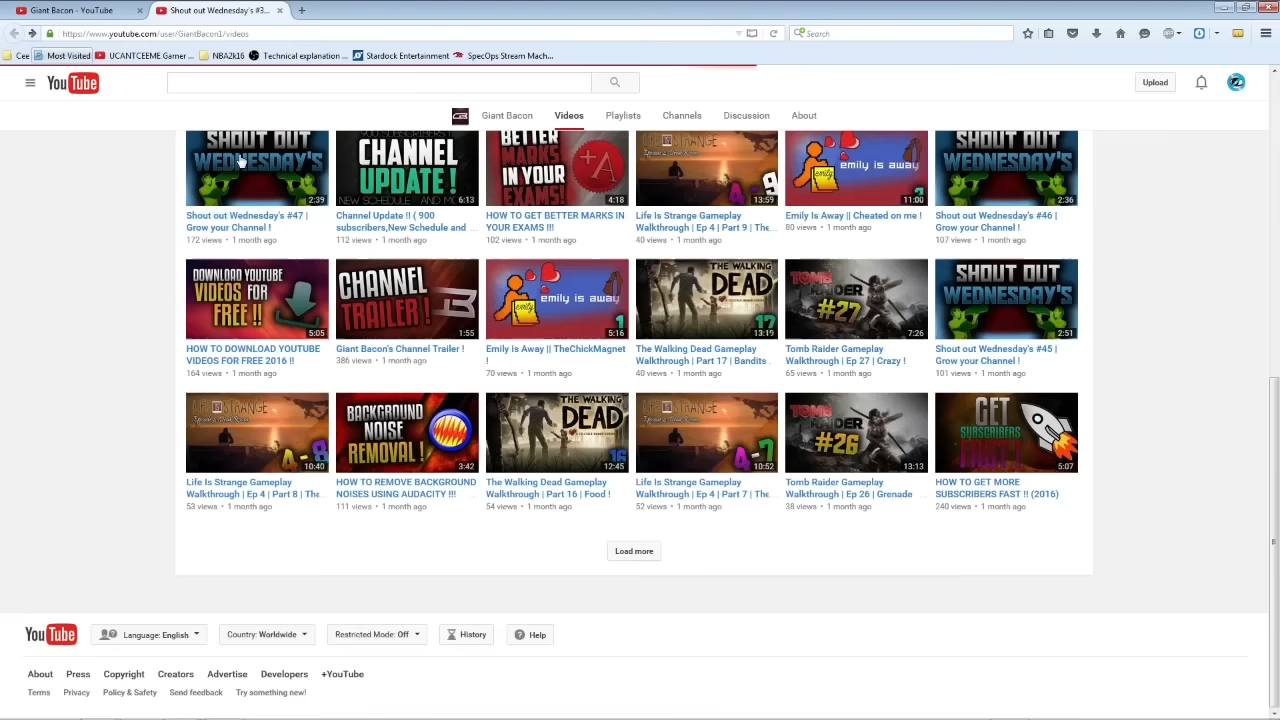 Giant Bacon - YouTube
Shout out Wednesday's #3...
https://www.youtube.com/user/GiantBacon1/videos
Search
Cee
Most Visited
UCANTCEEME Gamer ...
NBA2k16
Technical explanation ...
Stardock Entertainment
SpecOps Stream Mach...
YouTube
Upload
GB
Giant Bacon
Videos
Playlists
Channels
Discussion
About
SHOUT OUT
WEDNESDAY'S
2:39
CHANNEL
UPDATE !
6:13
BETTER
MARKS
IN YOUR
EXAMS!
A+
4:18
4-9
13:59
emily is away
emily
2
11:00
SHOUT OUT
WEDNESDAY'S
2:36
Shout out Wednesday's #47 |
Grow your Channel !
172 views • 1 month ago
Channel Update !! ( 900
subscribers,New Schedule and ...
112 views • 1 month ago
HOW TO GET BETTER MARKS IN
YOUR EXAMS !!!
102 views • 1 month ago
Life Is Strange Gameplay
Walkthrough | Ep 4 | Part 9 | The...
40 views • 1 month ago
Emily Is Away || Cheated on me !
80 views • 1 month ago
Shout out Wednesday's #46 |
Grow your Channel !
107 views • 1 month ago
DOWNLOAD YOUTUBE
VIDEOS FOR
FREE !!
5:05
CHANNEL
TRAILER !
1:55
emily is away
emily
1
5:16
THE WALKING
DEAD
17
13:19
TOMB
RAIDER
#27
7:26
SHOUT OUT
WEDNESDAY'S
2:51
HOW TO DOWNLOAD YOUTUBE
VIDEOS FOR FREE 2016 !!
164 views • 1 month ago
Giant Bacon's Channel Trailer !
386 views • 1 month ago
Emily Is Away || TheChickMagnet
!
70 views • 1 month ago
The Walking Dead Gameplay
Walkthrough | Part 17 | Bandits ...
40 views • 1 month ago
Tomb Raider Gameplay
Walkthrough | Ep 27 | Crazy !
65 views • 1 month ago
Shout out Wednesday's #45 |
Grow your Channel !
101 views • 1 month ago
LIFE IS STRANGE
4-8
10:40
BACKGROUND
NOISE
REMOVAL !
3:42
THE WALKING
DEAD
16
12:45
LIFE IS STRANGE
4-7
10:52
TOMB
RAIDER
#26
13:13
GET
SUBSCRIBERS
FAST !
5:07
Life Is Strange Gameplay
Walkthrough | Ep 4 | Part 8 | The...
53 views • 1 month ago
HOW TO REMOVE BACKGROUND
NOISES USING AUDACITY !!! ...
111 views • 1 month ago
The Walking Dead Gameplay
Walkthrough | Part 16 | Food !
54 views • 1 month ago
Life Is Strange Gameplay
Walkthrough | Ep 4 | Part 7 | The...
52 views • 1 month ago
Tomb Raider Gameplay
Walkthrough | Ep 26 | Grenade ...
38 views • 1 month ago
HOW TO GET MORE
SUBSCRIBERS FAST !! (2016)
240 views • 1 month ago
Load more
YouTube
Language: English
Country: Worldwide
Restricted Mode: Off
History
Help
About
Press
Copyright
Creators
Advertise
Developers
+YouTube
Terms
Privacy
Policy & Safety
Send feedback
Try something new!